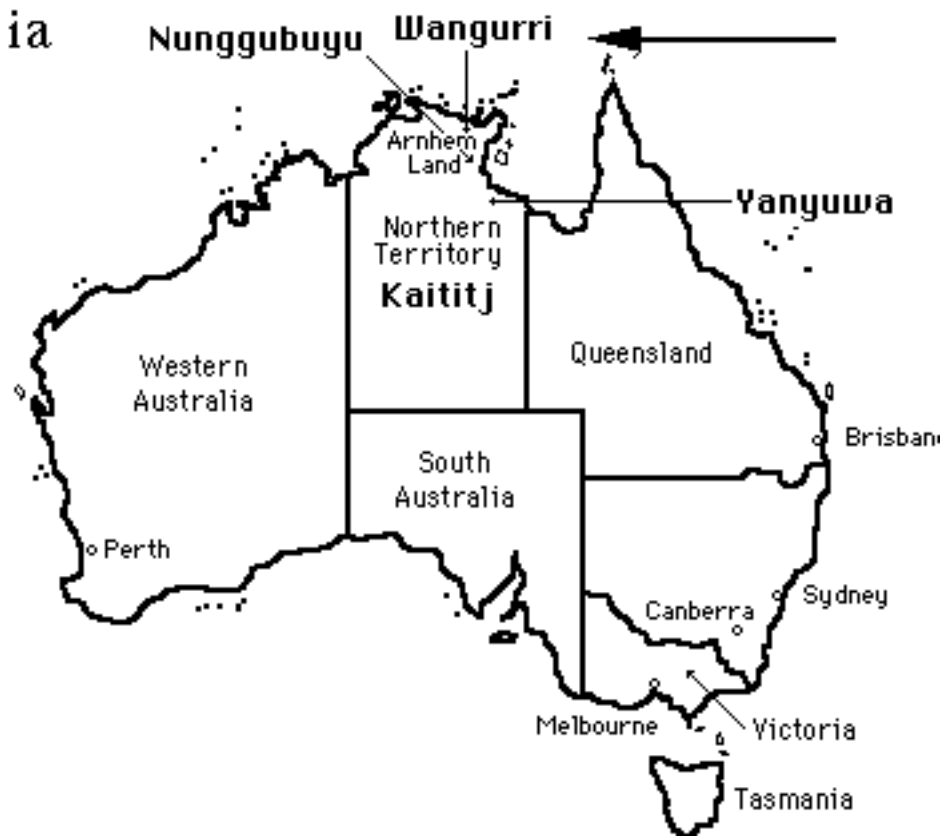 ia
Nunggubuyu
Wangurri
Arnhem
Land
Yanyuwa
Northern
Territory
Kaititj
Western
Australia
Queensland
Brisban
South
Australia
Perth
Canberra
Sydney
Melbourne
Victoria
Tasmania